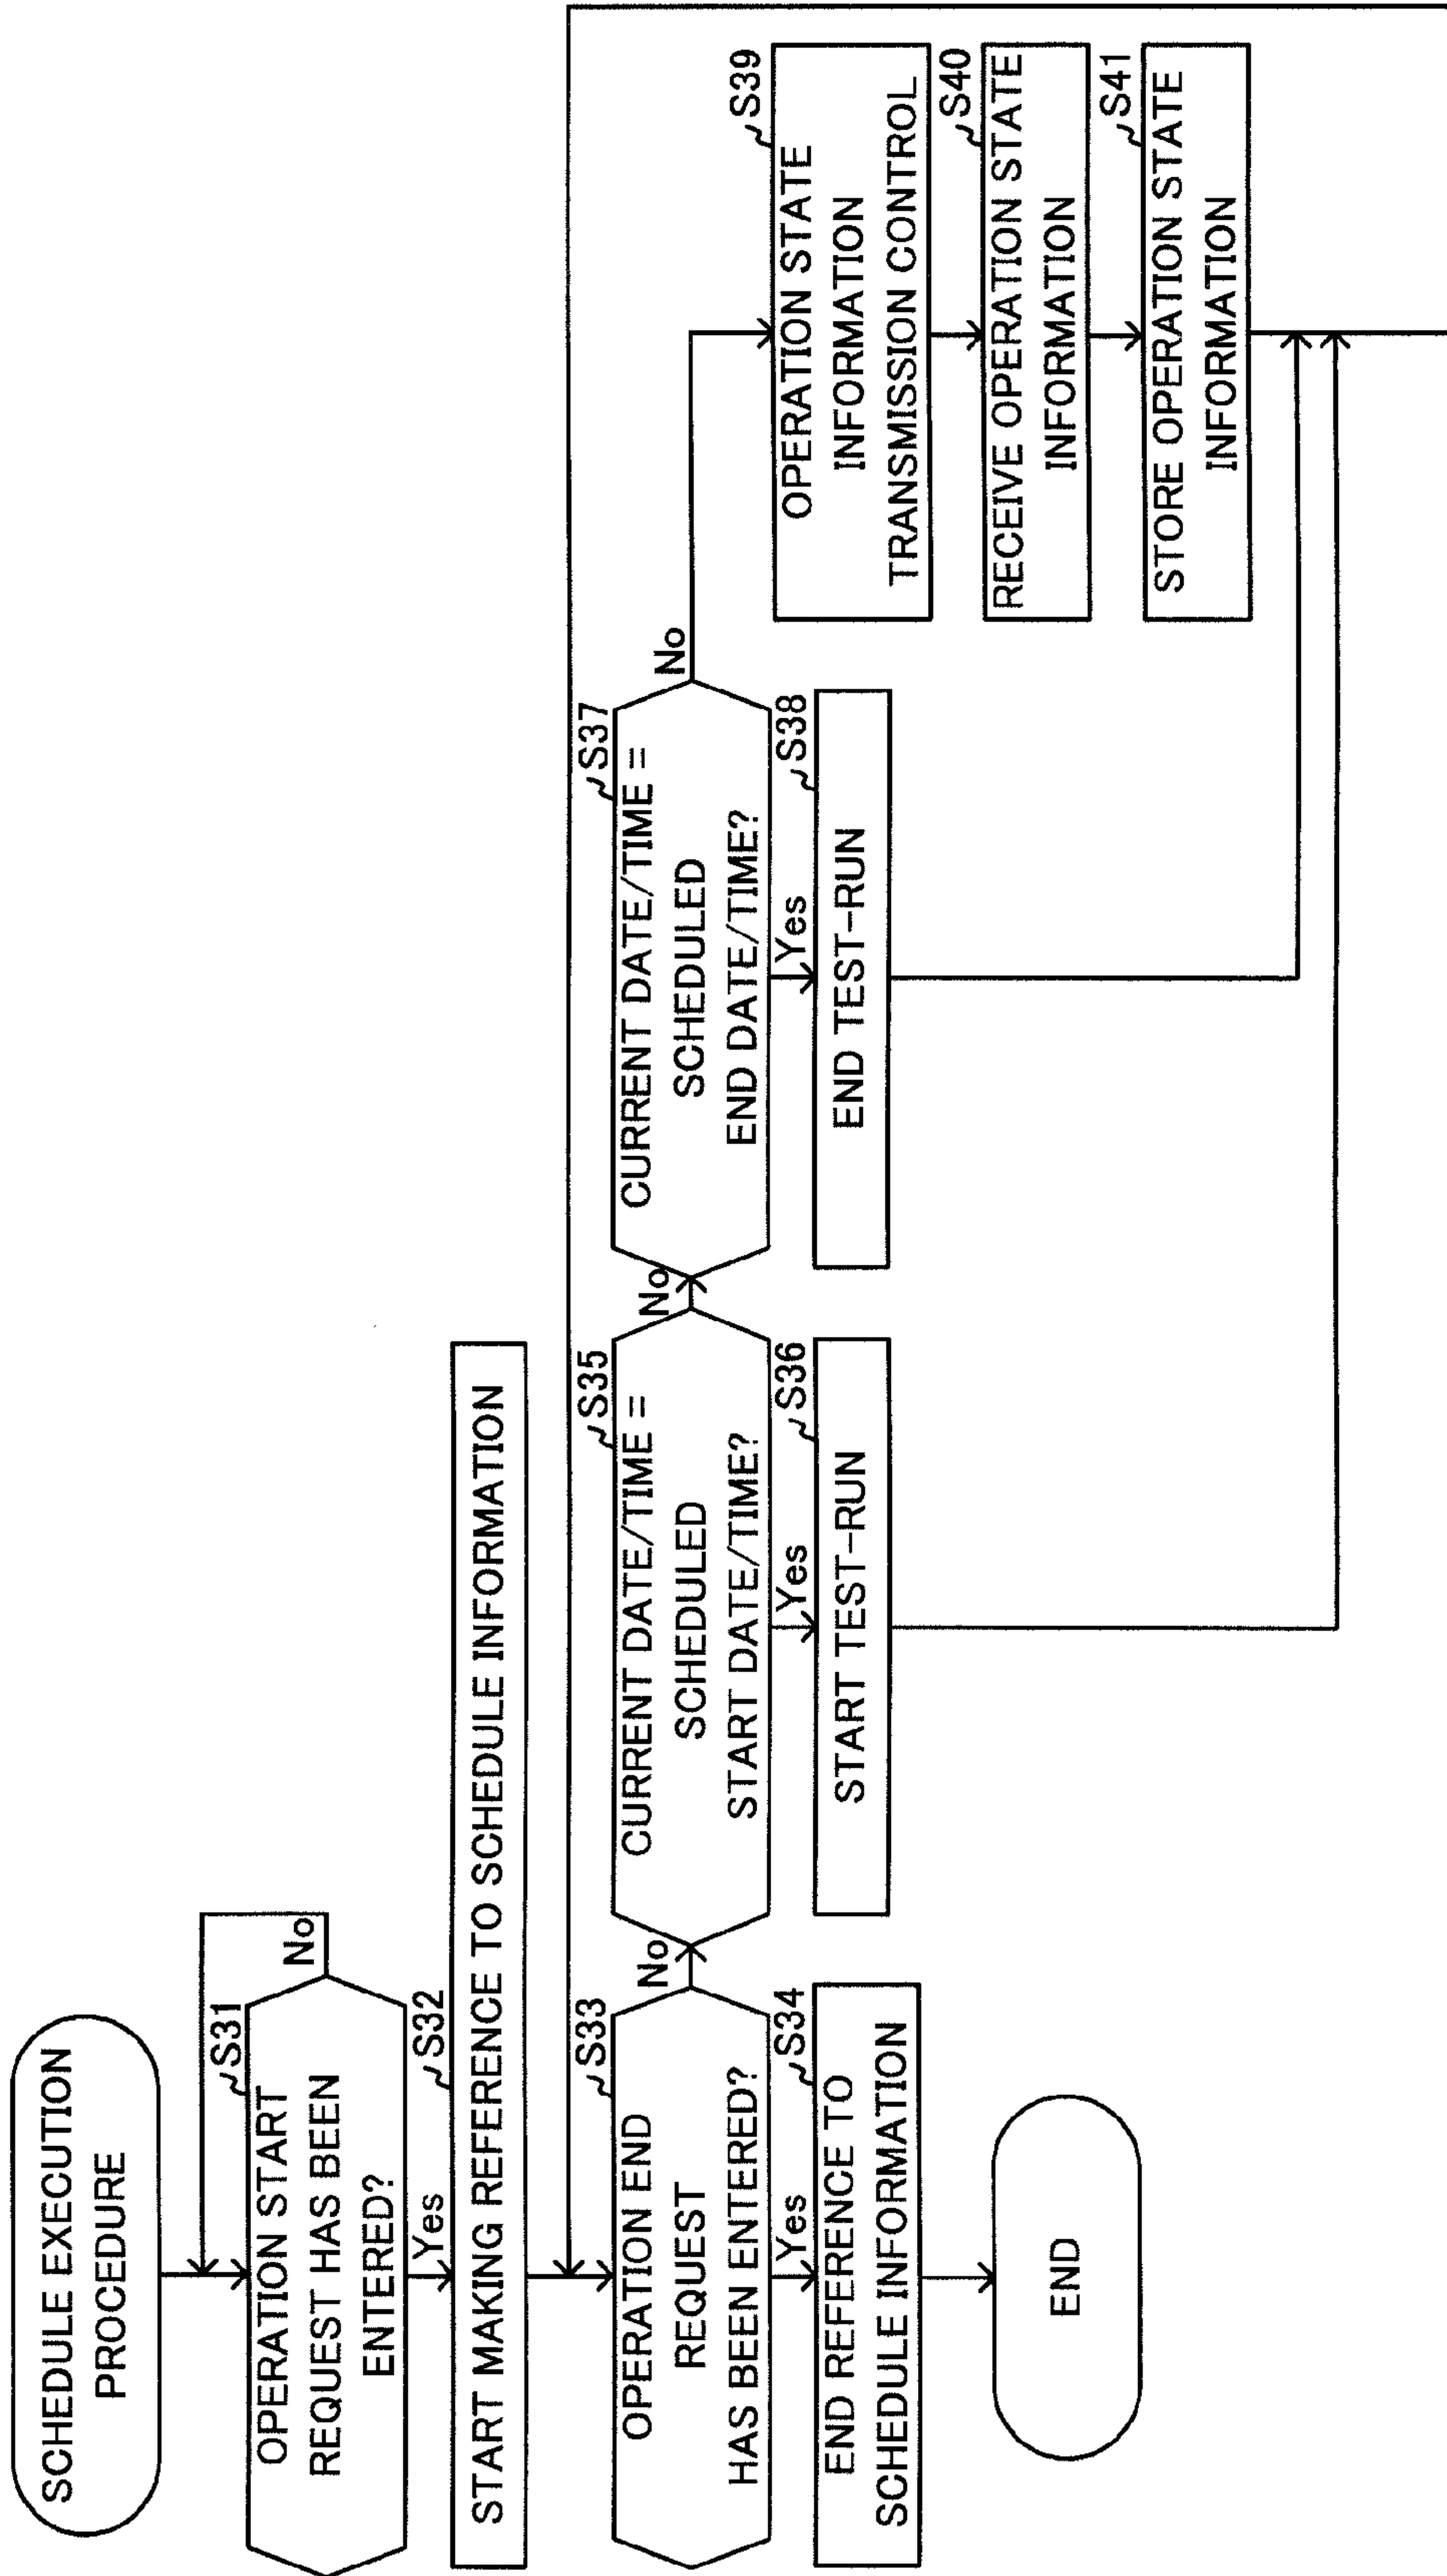 SCHEDULE EXECUTION
PROCEDURE
S31
OPERATION START
REQUEST HAS BEEN
ENTERED?
No
Yes
S32
START MAKING REFERENCE TO SCHEDULE INFORMATION
S33
OPERATION END
REQUEST
HAS BEEN ENTERED?
No
Yes
S34
END REFERENCE TO
SCHEDULE INFORMATION
END
S35
CURRENT DATE/TIME =
SCHEDULED
START DATE/TIME?
No
Yes
S36
START TEST-RUN
S37
CURRENT DATE/TIME =
SCHEDULED
END DATE/TIME?
No
Yes
S38
END TEST-RUN
S39
OPERATION STATE
INFORMATION
TRANSMISSION CONTROL
S40
RECEIVE OPERATION STATE
INFORMATION
S41
STORE OPERATION STATE
INFORMATION